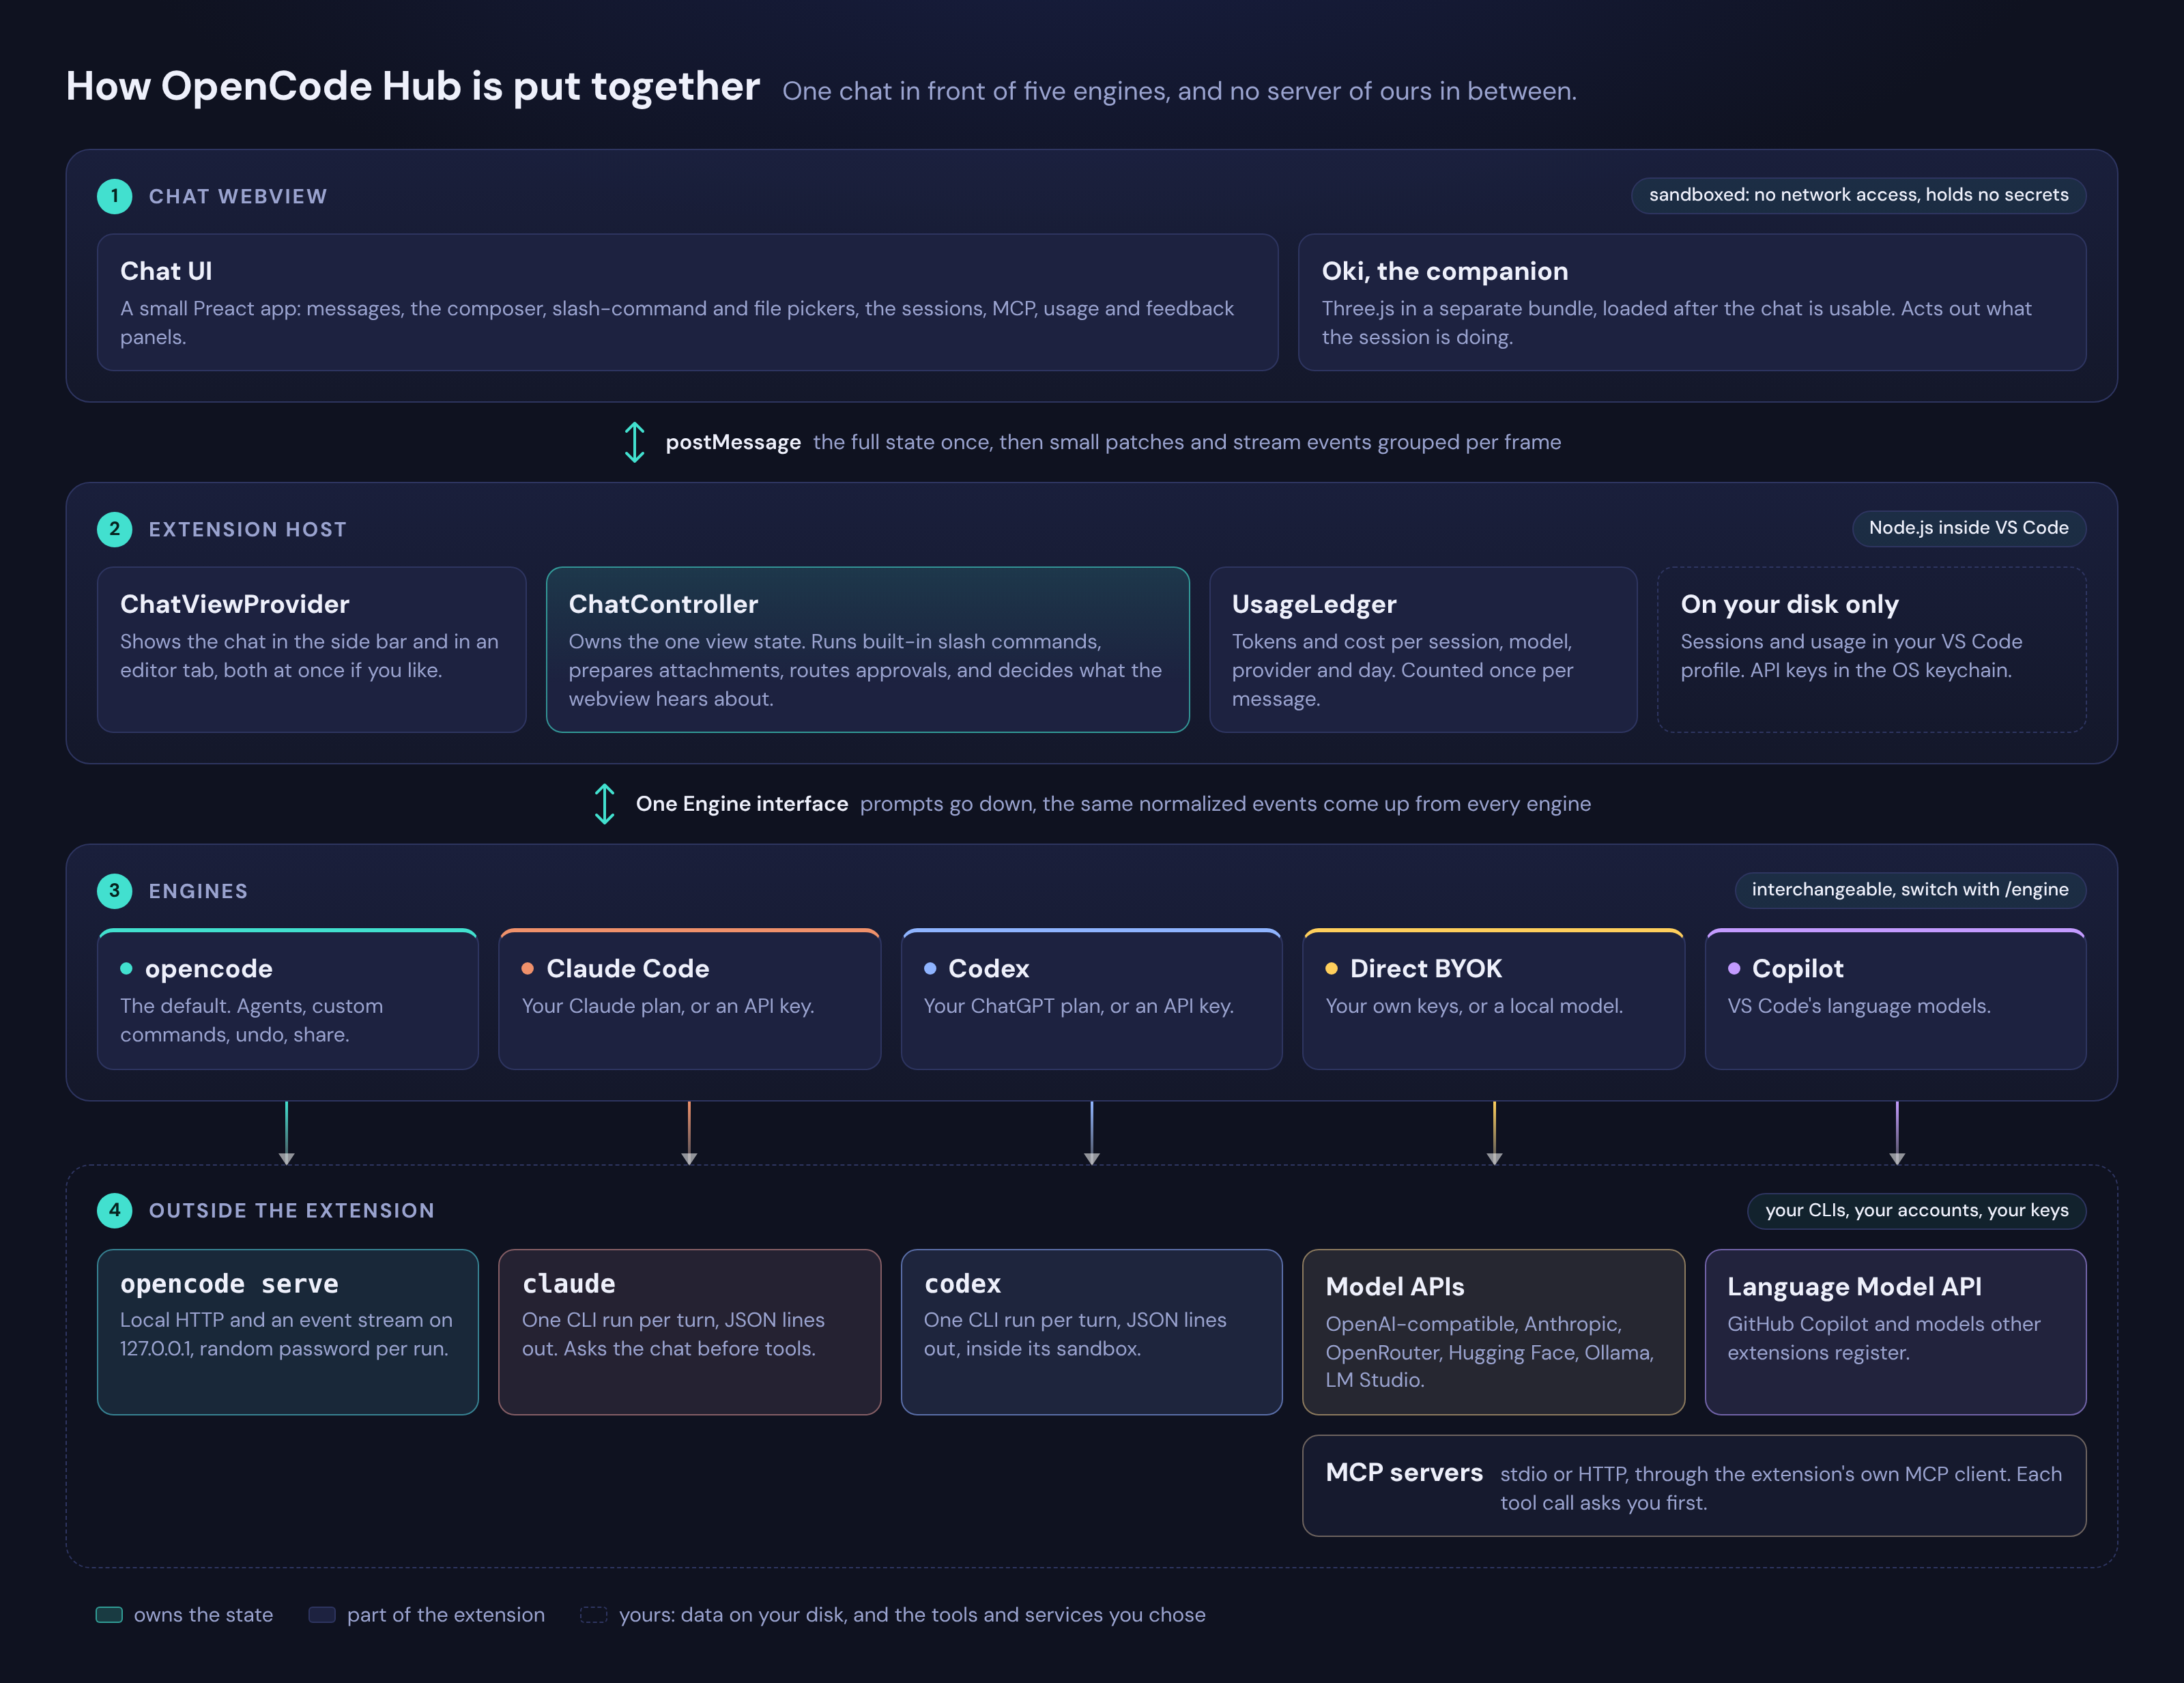 How OpenCode Hub is put together One chat in front of five engines, and no server of ours in between.
1 CHAT WEBVIEW
sandboxed: no network access, holds no secrets
Chat UI
A small Preact app: messages, the composer, slash-command and file pickers, the sessions, MCP, usage and feedback
panels.
Oki, the companion
Three.js in a separate bundle, loaded after the chat is usable. Acts out what
the session is doing.
postMessage the full state once, then small patches and stream events grouped per frame
2 EXTENSION HOST
Node.js inside VS Code
ChatViewProvider
Shows the chat in the side bar and in an
editor tab, both at once if you like.
ChatController
Owns the one view state. Runs built-in slash commands,
prepares attachments, routes approvals, and decides what the
webview hears about.
UsageLedger
Tokens and cost per session, model,
provider and day. Counted once per
message.
On your disk only
Sessions and usage in your VS Code
profile. API keys in the OS keychain.
One Engine interface prompts go down, the same normalized events come up from every engine
3 ENGINES
interchangeable, switch with /engine
opencode
The default. Agents, custom
commands, undo, share.
Claude Code
Your Claude plan, or an API key.
Codex
Your ChatGPT plan, or an API key.
Direct BYOK
Your own keys, or a local model.
Copilot
VS Code's language models.
4 OUTSIDE THE EXTENSION
your CLIs, your accounts, your keys
opencode serve
Local HTTP and an event stream on
127.0.0.1, random password per run.
claude
One CLI run per turn, JSON lines
out. Asks the chat before tools.
codex
One CLI run per turn, JSON lines
out, inside its sandbox.
Model APIs
OpenAI-compatible, Anthropic,
OpenRouter, Hugging Face, Ollama,
LM Studio.
Language Model API
GitHub Copilot and models other
extensions register.
MCP servers stdio or HTTP, through the extension's own MCP client. Each
tool call asks you first.
owns the state
part of the extension
yours: data on your disk, and the tools and services you chose